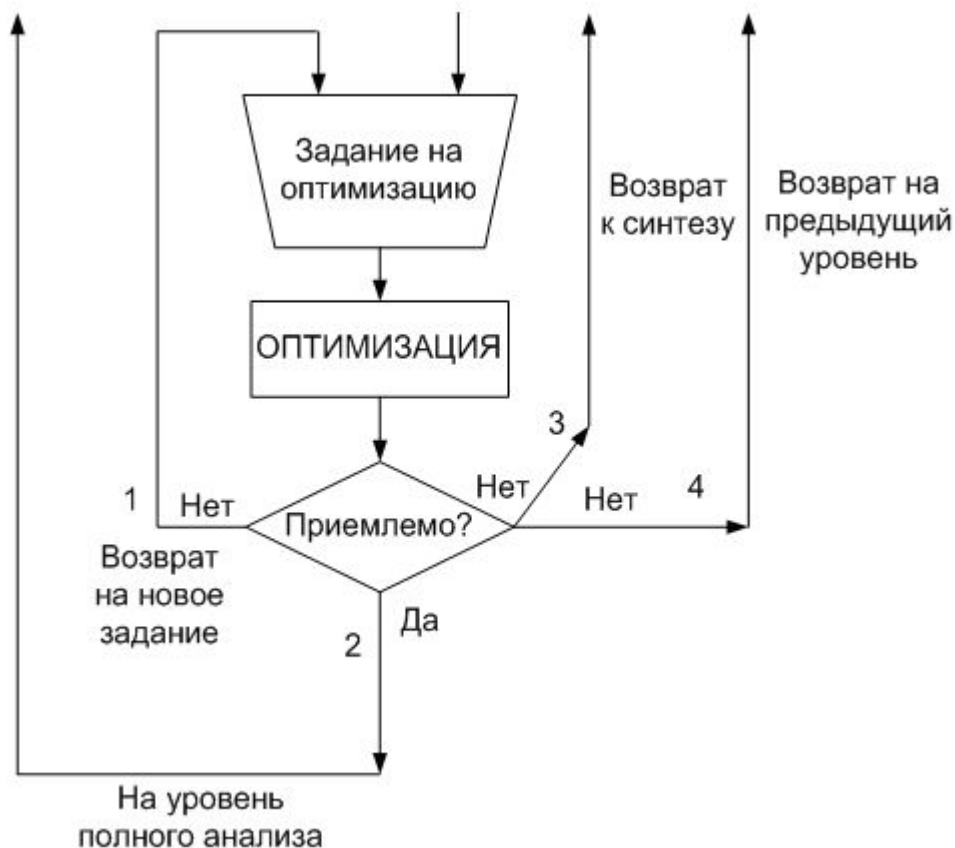 Задание на
оптимизацию
Возврат
к синтезу
Возврат на
предыдущий
уровень
ОПТИМИЗАЦИЯ
3
1
Нет
Приемлемо?
Нет
Нет
4
Возврат
на новое
задание
2
Да
На уровень
полного анализа